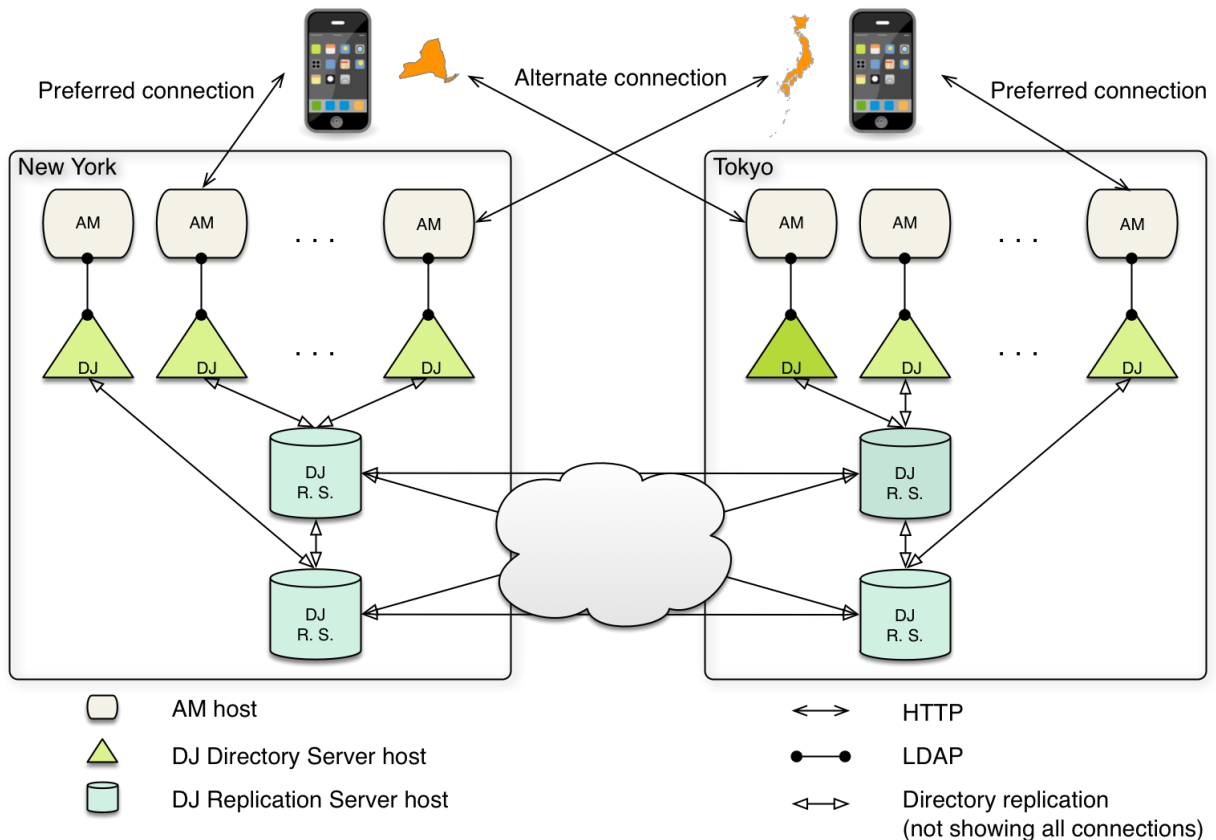 Preferred connection
Alternate connection
Preferred connection
New York
Tokyo
AM
AM
. . .
AM
AM
AM
. . .
AM
DJ
DJ
. . .
DJ
DJ
DJ
. . .
DJ
DJ
R. S.
DJ
R. S.
DJ
R. S.
DJ
R. S.
AM host
HTTP
DJ Directory Server host
LDAP
DJ Replication Server host
Directory replication
(not showing all connections)